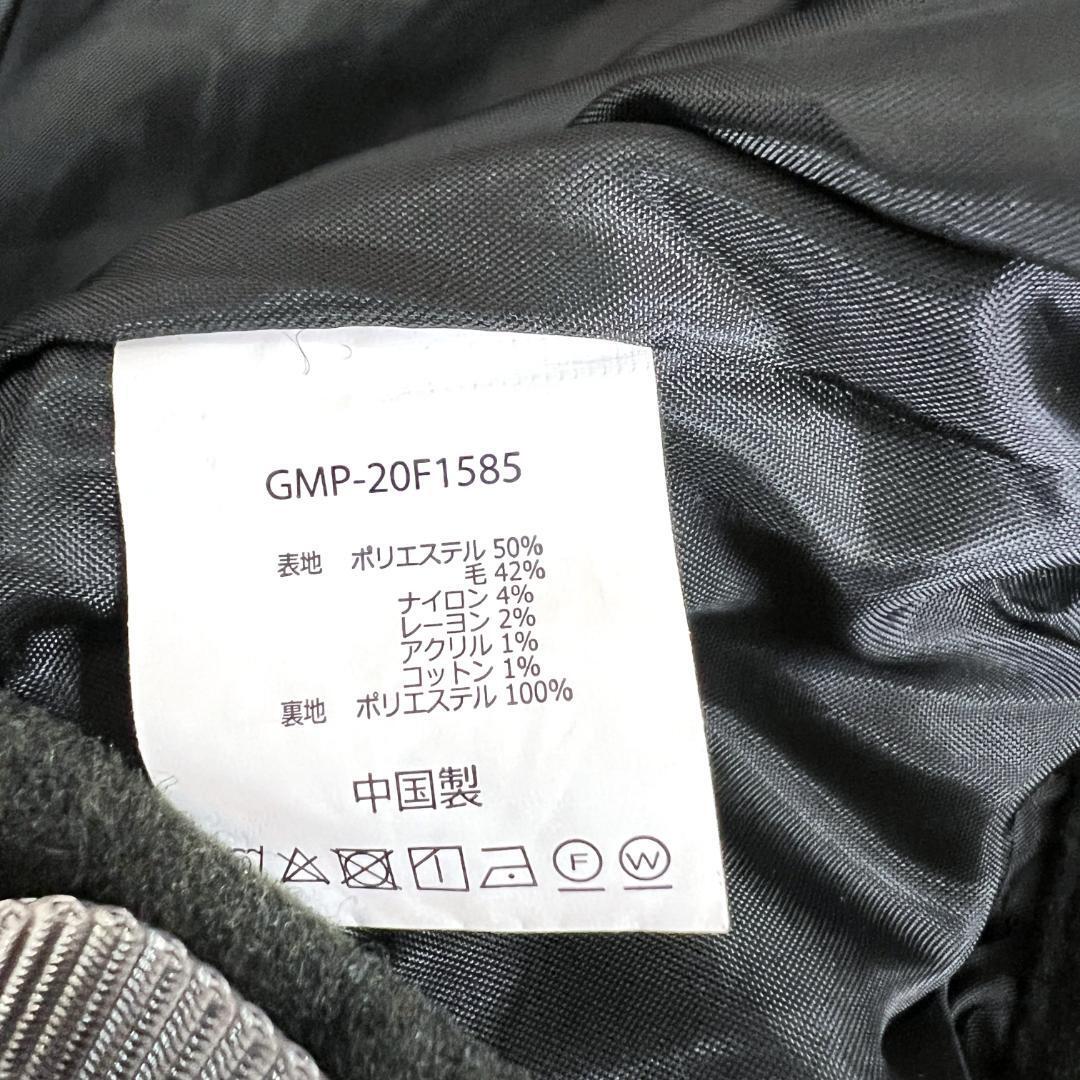 GMP-20F1585
表地 ポリエステル 50%
毛 42%
ナイロン 4%
レーヨン 2%
アクリル 1%
コットン 1%
裏地 ポリエステル 100%
中国製
F W